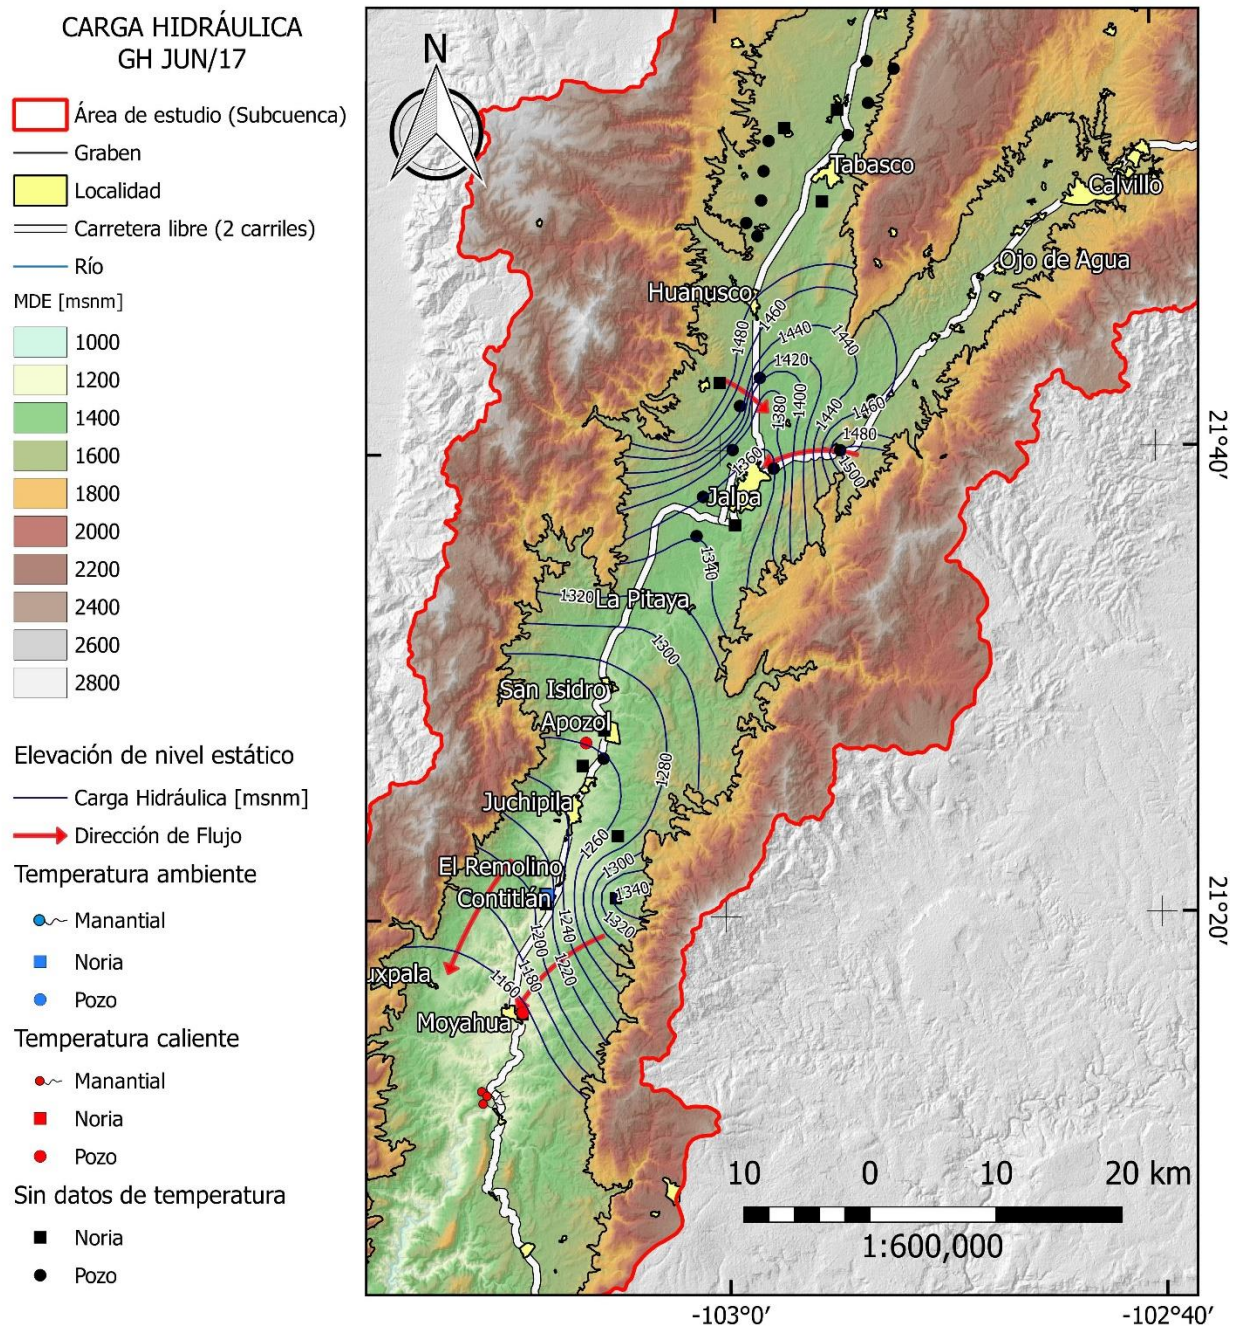 CARGA HIDRÁULICA
GH JUN/17
Área de estudio (Subcuenca)
Graben
Localidad
Carretera libre (2 carriles)
Río
MDE [msnm]
1000
1200
1400
1600
1800
2000
2200
2400
2600
2800
Elevación de nivel estático
Carga Hidráulica [msnm]
Dirección de Flujo
Temperatura ambiente
Manantial
Noria
Pozo
Temperatura caliente
Manantial
Noria
Pozo
Sin datos de temperatura
Noria
Pozo
N
Tabasco
Calvillo
Ojo de Agua
Huanusco
1480
1460
1440
1440
1420
1400
1380
1440
1460
1480
1500
1360
Jalpa
1340
1320
La Pitaya
1300
San Isidro
Apozol
1280
Juchipila
1260
El Remolino
1300
Contitlán
1340
1320
1240
1200
1220
1180
1160
uxpala
Moyahua
21°40'
21°20'
10 0 10 20 km
1:600,000
-103°0'
-102°40'